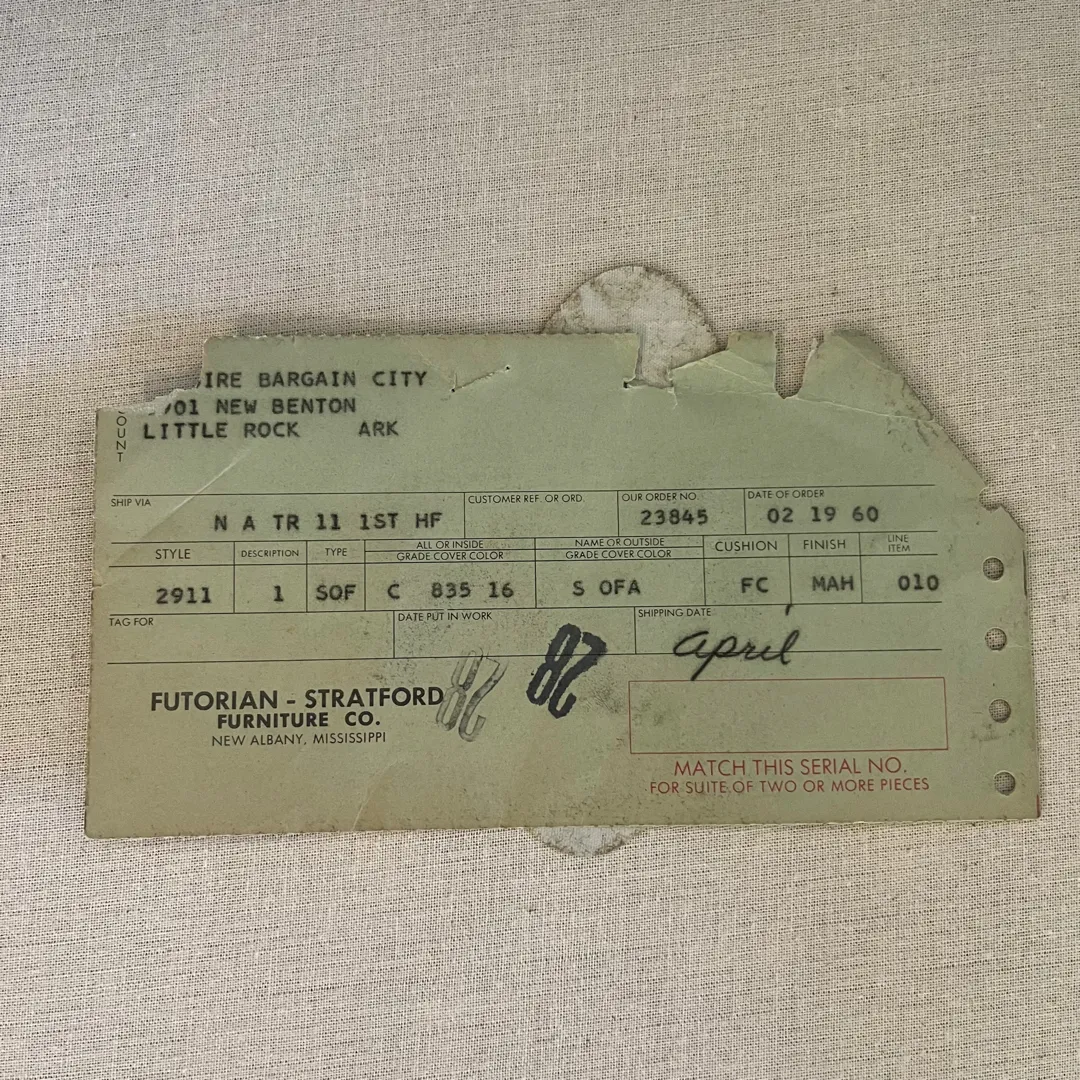 IRE BARGAIN CITY
701 NEW BENTON
LITTLE ROCK ARK
OUNT
SHIP VIA
N A TR 11 1ST HF
CUSTOMER REF. OR ORD.
OUR ORDER NO.
23845
DATE OF ORDER
02 19 60
STYLE DESCRIPTION TYPE ALL OR INSIDE NAME OR OUTSIDE CUSHION FINISH LINE ITEM
GRADE COVER COLOR GRADE COVER COLOR
2911 1 SOF C 835 16 S OFA FC MAH 010
TAG FOR
DATE PUT IN WORK
SHIPPING DATE
april
28 28
FUTORIAN - STRATFORD
FURNITURE CO.
NEW ALBANY, MISSISSIPPI
MATCH THIS SERIAL NO.
FOR SUITE OF TWO OR MORE PIECES